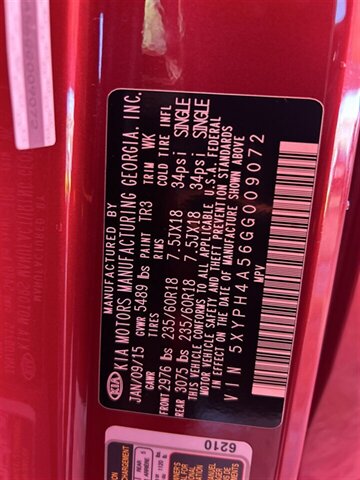 MANUFACTURED BY
KIA KIA MOTORS MANUFACTURING GEORGIA, INC.
JAN/09/15 PAINT TR3 TRIM WK
GVWR 5489 lbs
GAWR TIRES RIMS COLD TIRE INFL
FRONT 2976 lbs 235/60R18 7.5JX18 34psi SINGLE
REAR 3075 lbs 235/60R18 7.5JX18 34psi SINGLE
THIS VEHICLE CONFORMS TO ALL APPLICABLE U.S.A FEDERAL
MOTOR VEHICLE SAFETY AND THEFT PREVENTION STANDARDS
IN EFFECT ON THE DATE OF MANUFACTURE SHOWN ABOVE
VIN 5XYPH4A56GG009072
MPV
6210